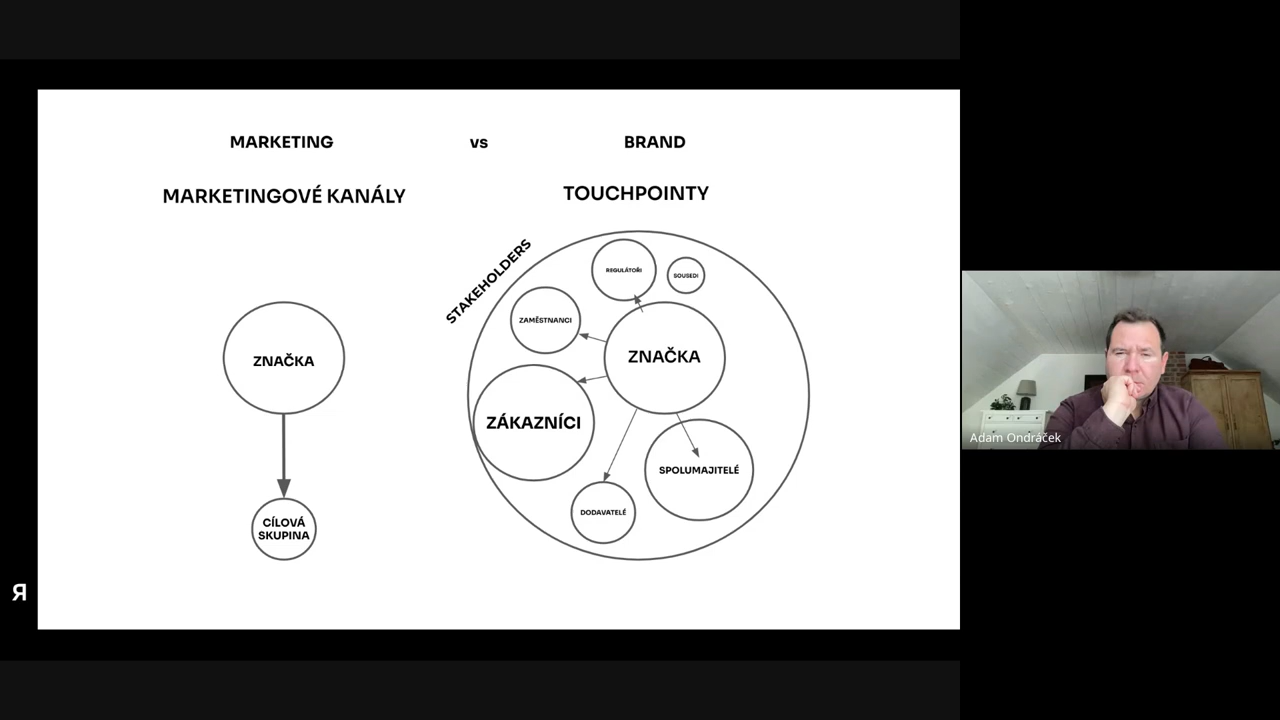 MARKETING vs BRAND
MARKETINGOVÉ KANÁLY
TOUCHPOINTY
STAKEHOLDERS
REGULÁTOŘI
SOUSEDI
ZAMĚSTNANCI
ZNAČKA
ZNAČKA
ZÁKAZNÍCI
SPOLUMAJITELÉ
DODAVATELÉ
CÍLOVÁ
SKUPINA
Adam Ondráček
Я